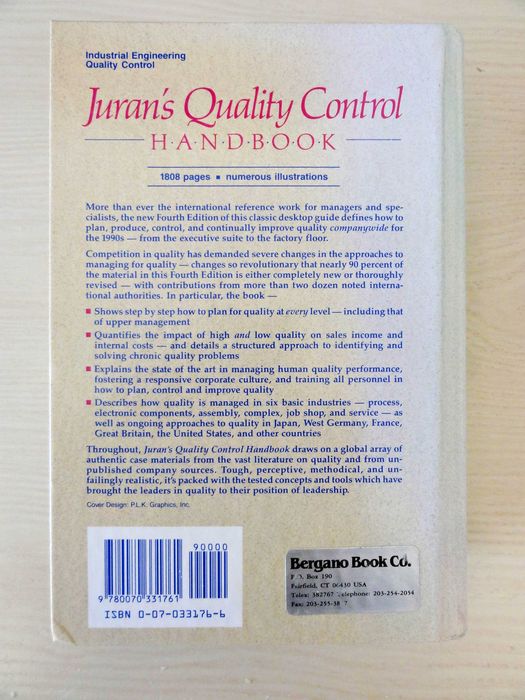 Industrial Engineering
Quality Control
Juran's Quality Control
H·A·N·D·B·O·O·K
1808 pages ▪ numerous illustrations
More than ever the international reference work for managers and spe-
cialists, the new Fourth Edition of this classic desktop guide defines how to
plan, produce, control, and continually improve quality companywide for
the 1990s — from the executive suite to the factory floor.
Competition in quality has demanded severe changes in the approaches to
managing for quality — changes so revolutionary that nearly 90 percent of
the material in this Fourth Edition is either completely new or thoroughly
revised — with contributions from more than two dozen noted interna-
tional authorities. In particular, the book —
▪ Shows step by step how to plan for quality at every level — including that
of upper management
▪ Quantifies the impact of high and low quality on sales income and
internal costs — and details a structured approach to identifying and
solving chronic quality problems
▪ Explains the state of the art in managing human quality performance,
fostering a responsive corporate culture, and training all personnel in
how to plan, control and improve quality
▪ Describes how quality is managed in six basic industries — process,
electronic components, assembly, complex, job shop, and service — as
well as ongoing approaches to quality in Japan, West Germany, France,
Great Britain, the United States, and other countries
Throughout, Juran's Quality Control Handbook draws on a global array of
authentic case materials from the vast literature on quality and from un-
published company sources. Tough, perceptive, methodical, and un-
failingly realistic, it's packed with the tested concepts and tools which have
brought the leaders in quality to their position of leadership.
Cover Design: P.L.K. Graphics, Inc.
90000
9 780070 331761
ISBN 0-07-033176-6
Bergano Book Co.
Box 190
Fairfield, CT 06430 USA
Telex: 382767 203-254-2054
Fax: